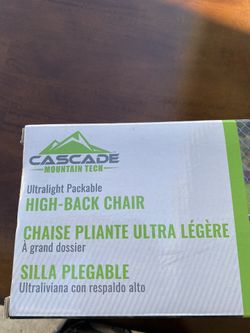 CASCADE
MOUNTAIN TECH
Ultralight Packable
HIGH-BACK CHAIR
CHAISE PLIANTE ULTRA LÉGÈRE
À grand dossier
SILLA PLEGABLE
Ultraliviana con respaldo alto